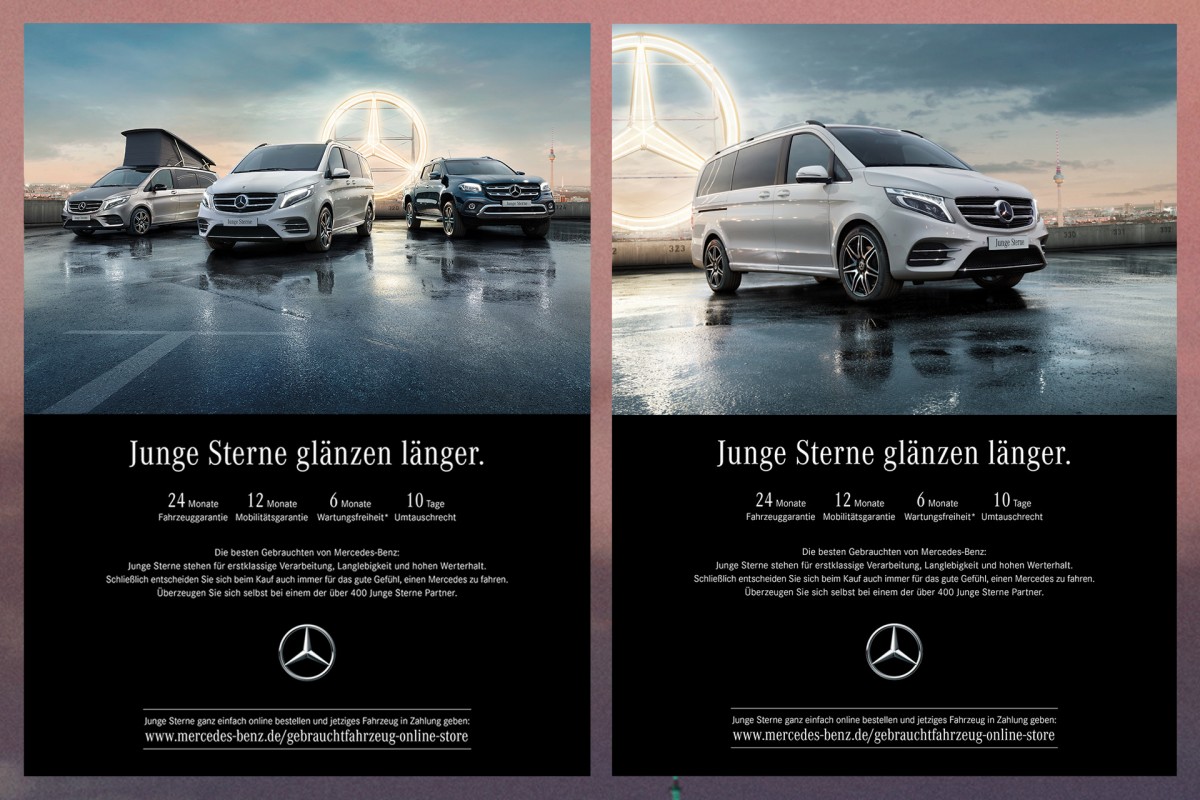 Junge Sterne
Junge Sterne
Junge Sterne glänzen länger.
24 Monate 12 Monate 6 Monate 10 Tage
Fahrzeuggarantie Mobilitätsgarantie Wartungsfreiheit* Umtauschrecht
Die besten Gebrauchten von Mercedes-Benz:
Junge Sterne stehen für erstklassige Verarbeitung, Langlebigkeit und hohen Werterhalt.
Schließlich entscheiden Sie sich beim Kauf auch immer für das gute Gefühl, einen Mercedes zu fahren.
Überzeugen Sie sich selbst bei einem der über 400 Junge Sterne Partner.
Junge Sterne ganz einfach online bestellen und jetziges Fahrzeug in Zahlung geben:
www.mercedes-benz.de/gebrauchtfahrzeug-online-store
323
330
331
Junge Sterne
Junge Sterne glänzen länger.
24 Monate 12 Monate 6 Monate 10 Tage
Fahrzeuggarantie Mobilitätsgarantie Wartungsfreiheit* Umtauschrecht
Die besten Gebrauchten von Mercedes-Benz:
Junge Sterne stehen für erstklassige Verarbeitung, Langlebigkeit und hohen Werterhalt.
Schließlich entscheiden Sie sich beim Kauf auch immer für das gute Gefühl, einen Mercedes zu fahren.
Überzeugen Sie sich selbst bei einem der über 400 Junge Sterne Partner.
Junge Sterne ganz einfach online bestellen und jetziges Fahrzeug in Zahlung geben:
www.mercedes-benz.de/gebrauchtfahrzeug-online-store